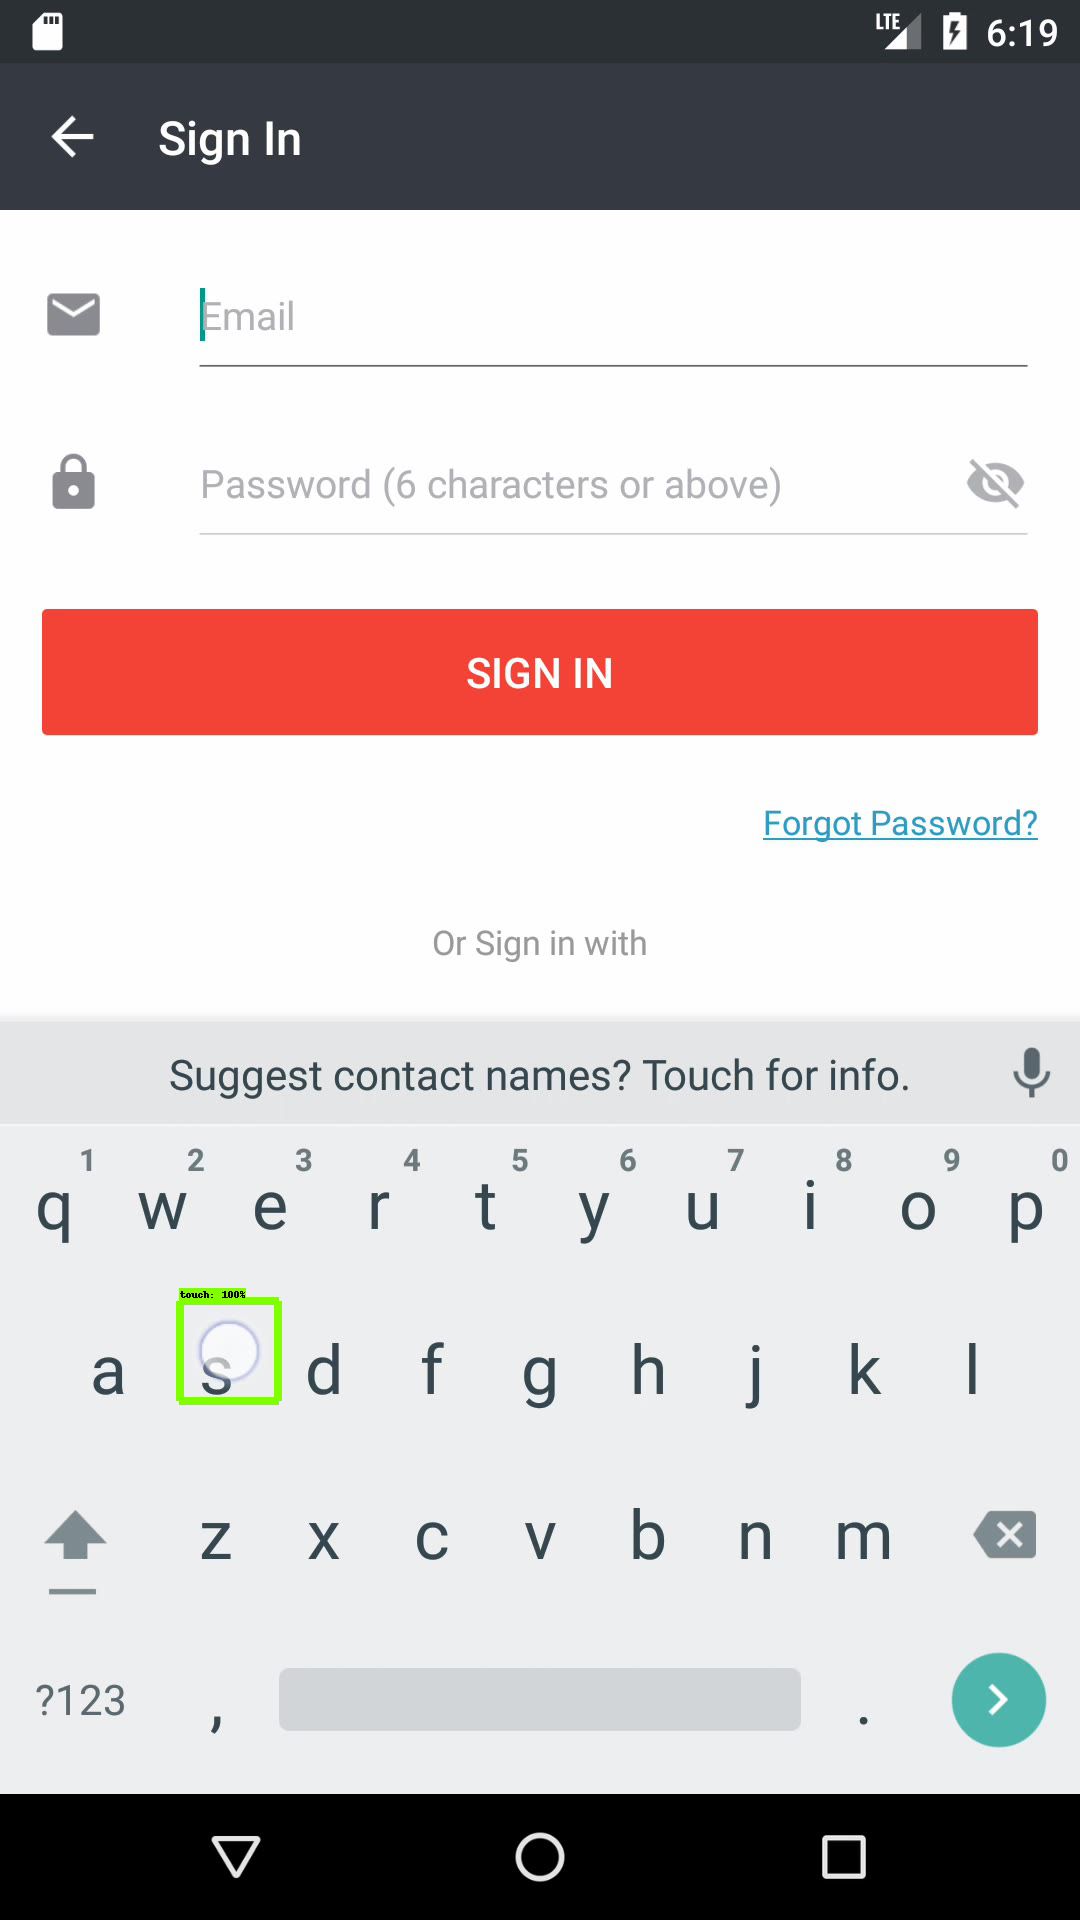 LTE 6:19
Sign In
Email
Password (6 characters or above)
SIGN IN
Forgot Password?
Or Sign in with
Suggest contact names? Touch for info.
1 2 3 4 5 6 7 8 9 0
q w e r t y u i o p
touch: 100%
a s d f g h j k l
z x c v b n m
?123 , .